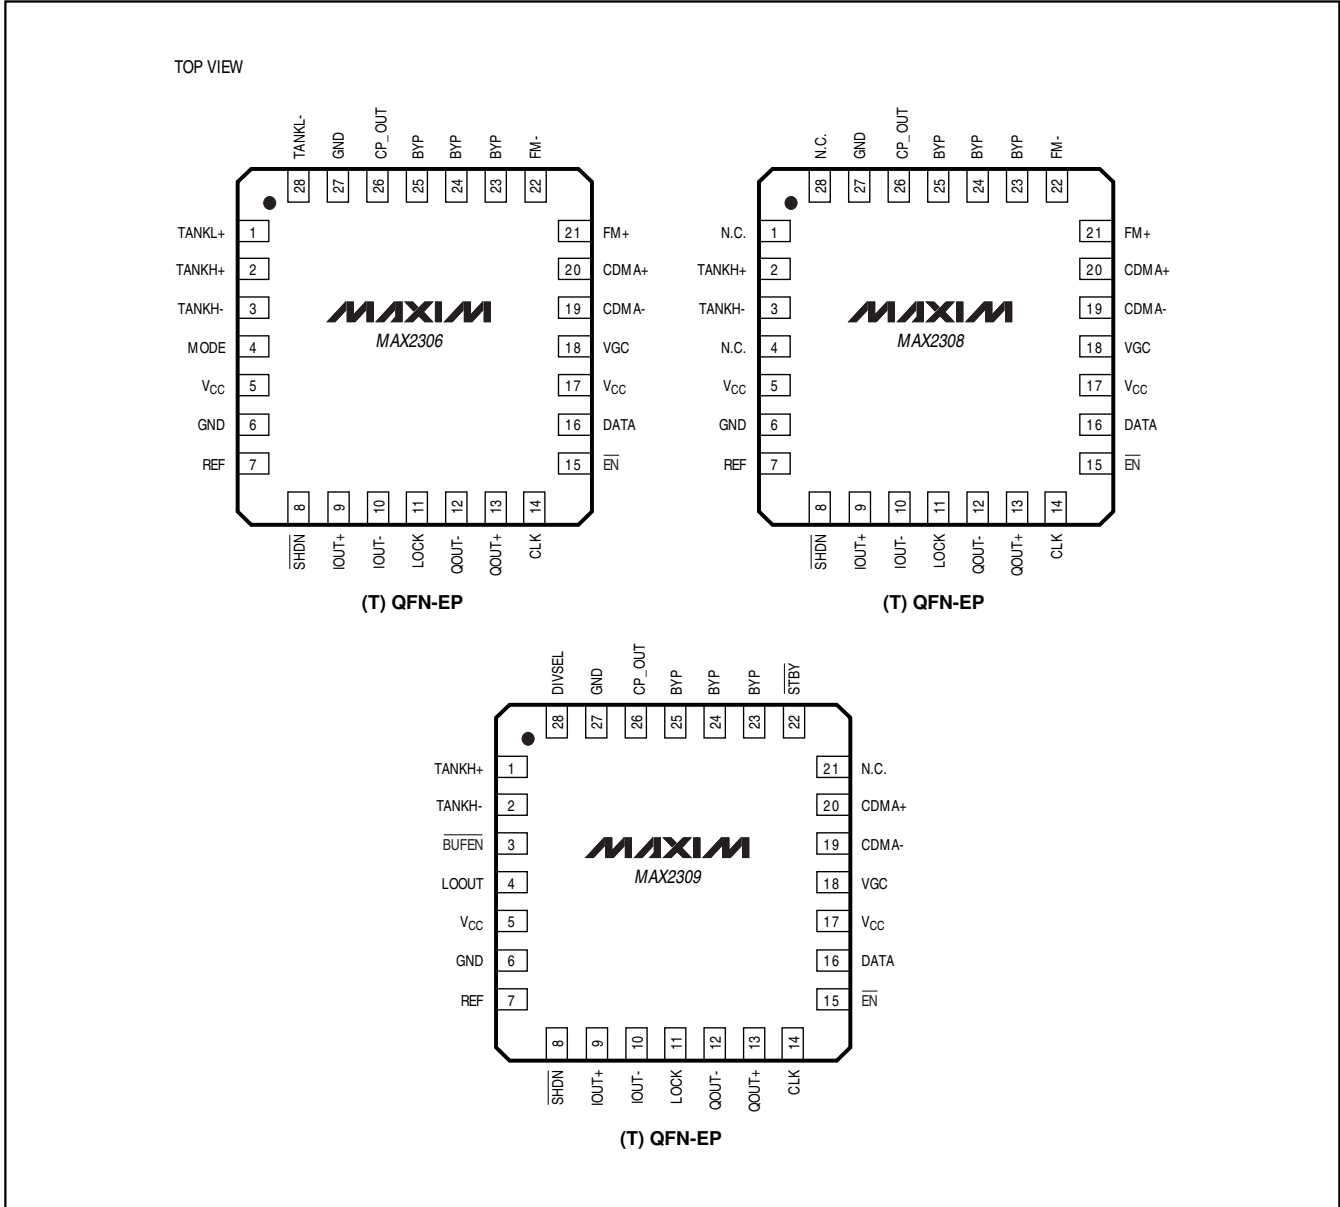 TOP VIEW
TANKL- GND CP_OUT BYP BYP BYP FM-
28 27 26 25 24 23 22
TANKL+ 1 21 FM+
TANKH+ 2 20 CDMA+
TANKH- 3 19 CDMA-
MODE 4 18 VGC
VCC 5 17 VCC
GND 6 16 DATA
REF 7 15 EN
MAXIM
MAX2306
8 9 10 11 12 13 14
SHDN IOUT+ IOUT- LOCK QOUT- QOUT+ CLK
(T) QFN-EP
N.C. GND CP_OUT BYP BYP BYP FM-
28 27 26 25 24 23 22
N.C. 1 21 FM+
TANKH+ 2 20 CDMA+
TANKH- 3 19 CDMA-
N.C. 4 18 VGC
VCC 5 17 VCC
GND 6 16 DATA
REF 7 15 EN
MAXIM
MAX2308
8 9 10 11 12 13 14
SHDN IOUT+ IOUT- LOCK QOUT- QOUT+ CLK
(T) QFN-EP
DIVSEL GND CP_OUT BYP BYP BYP STBY
28 27 26 25 24 23 22
TANKH+ 1 21 N.C.
TANKH- 2 20 CDMA+
BUFEN 3 19 CDMA-
LOOUT 4 18 VGC
VCC 5 17 VCC
GND 6 16 DATA
REF 7 15 EN
MAXIM
MAX2309
8 9 10 11 12 13 14
SHDN IOUT+ IOUT- LOCK QOUT- QOUT+ CLK
(T) QFN-EP